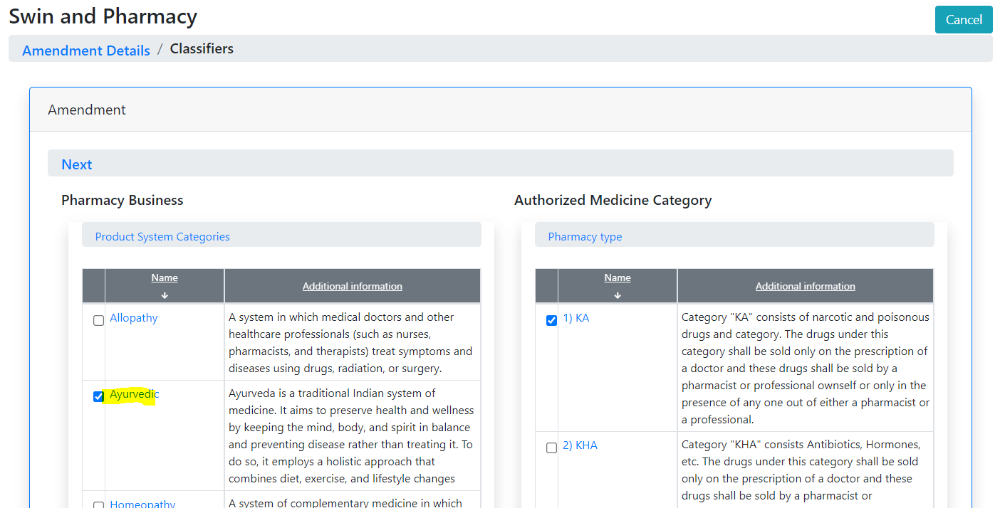 Swin and Pharmacy
Cancel
Amendment Details / Classifiers
Amendment
Next
Pharmacy Business
Product System Categories
Name
Additional information
Allopathy
A system in which medical doctors and other
healthcare professionals (such as nurses,
pharmacists, and therapists) treat symptoms and
diseases using drugs, radiation, or surgery.
Ayurvedic
Ayurveda is a traditional Indian system of
medicine. It aims to preserve health and wellness
by keeping the mind, body, and spirit in balance
and preventing disease rather than treating it. To
do so, it employs a holistic approach that
combines diet, exercise, and lifestyle changes
Homeopathy
A system of complementary medicine in which
Authorized Medicine Category
Pharmacy type
Name
Additional information
1) KA
Category "KA" consists of narcotic and poisonous
drugs and category. The drugs under this
category shall be sold only on the prescription of
a doctor and these drugs shall be sold by a
pharmacist or professional ownself or only in the
presence of any one out of either a pharmacist or
a professional.
2) KHA
Category "KHA" consists Antibiotics, Hormones,
etc. The drugs under this category shall be sold
only on the prescription of a doctor and these
drugs shall be sold by a pharmacist or